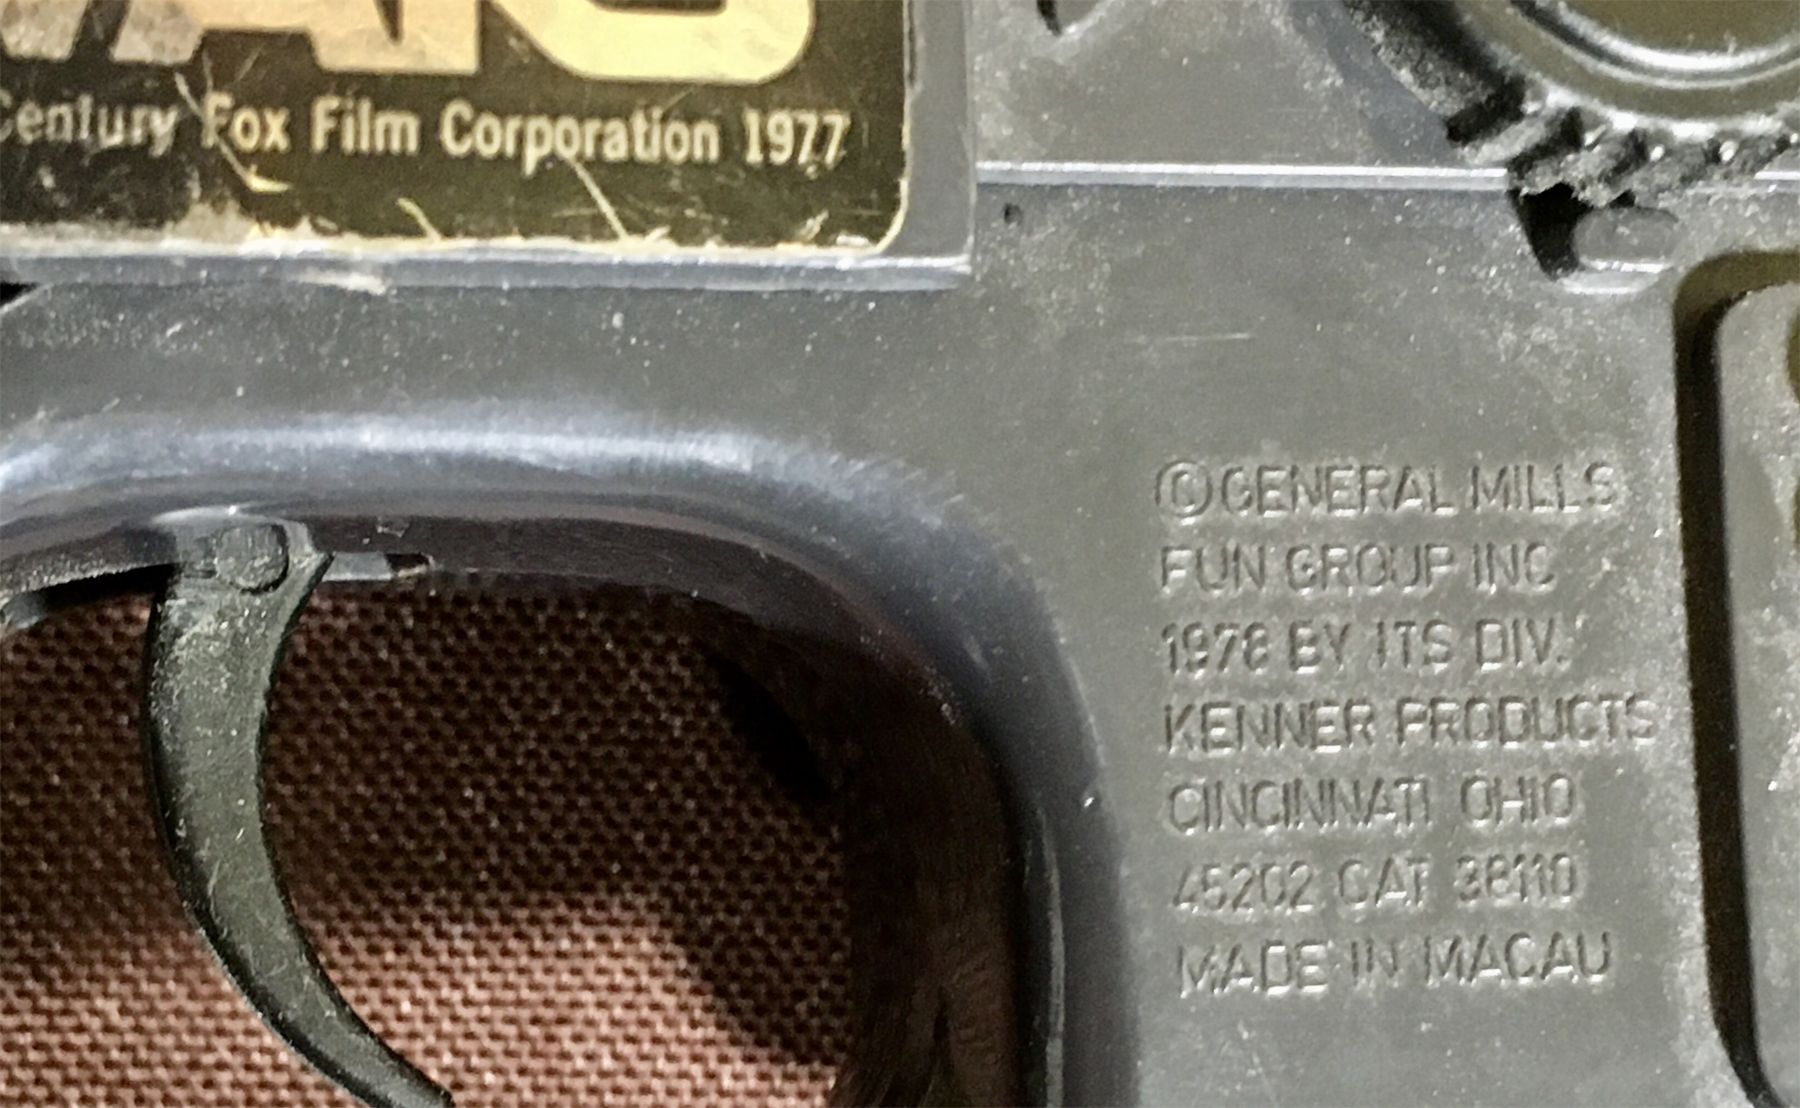 Century Fox Film Corporation 1977
©GENERAL MILLS
FUN GROUP INC
1978 BY ITS DIV.
KENNER PRODUCTS
CINCINNATI OHIO
45202 CAT 38110
MADE IN MACAU